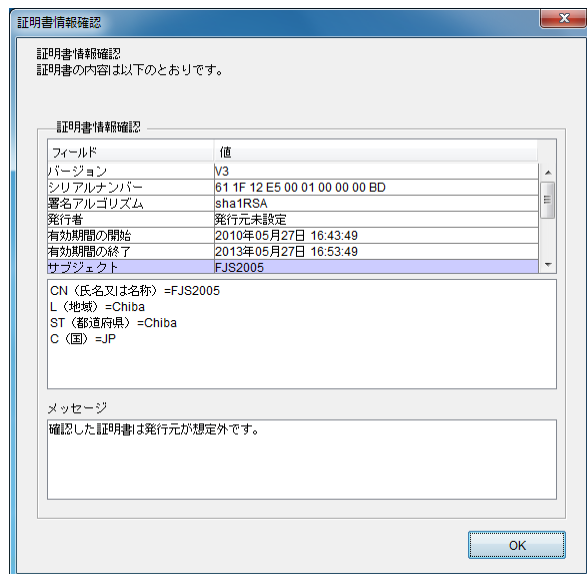 証明書情報確認
証明書情報確認
証明書の内容は以下のとおりです。
証明書情報確認
フィールド 値
バージョン V3
シリアルナンバー 61 1F 12 E5 00 01 00 00 00 BD
署名アルゴリズム sha1RSA
発行者 発行元未設定
有効期間の開始 2010年05月27日 16:43:49
有効期間の終了 2013年05月27日 16:53:49
サブジェクト FJS2005
CN（氏名又は名称）=FJS2005
L（地域）=Chiba
ST（都道府県）=Chiba
C（国）=JP
メッセージ
確認した証明書は発行元が想定外です。
OK